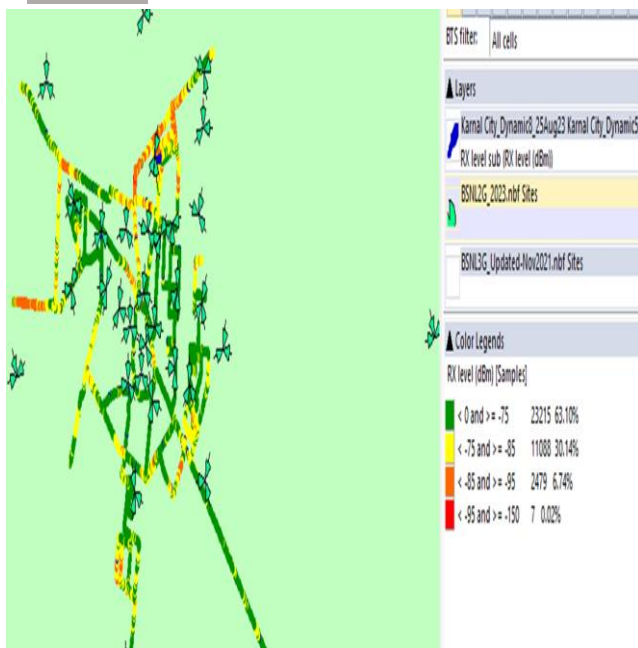 BTS filter: All cells
Layers
Karnal City_Dynamic8_25Aug23 Karnal City_Dynamic5
RX level sub (RX level (dBm))
BSNL2G_2023.nbf Sites
BSNL3G_Updated-Nov2021.nbf Sites
Color Legends
RX level (dBm) [Samples]
< 0 and >= -75 23215 63.10%
< -75 and >= -85 11088 30.14%
< -85 and >= -95 2479 6.74%
< -95 and >= -150 7 0.02%